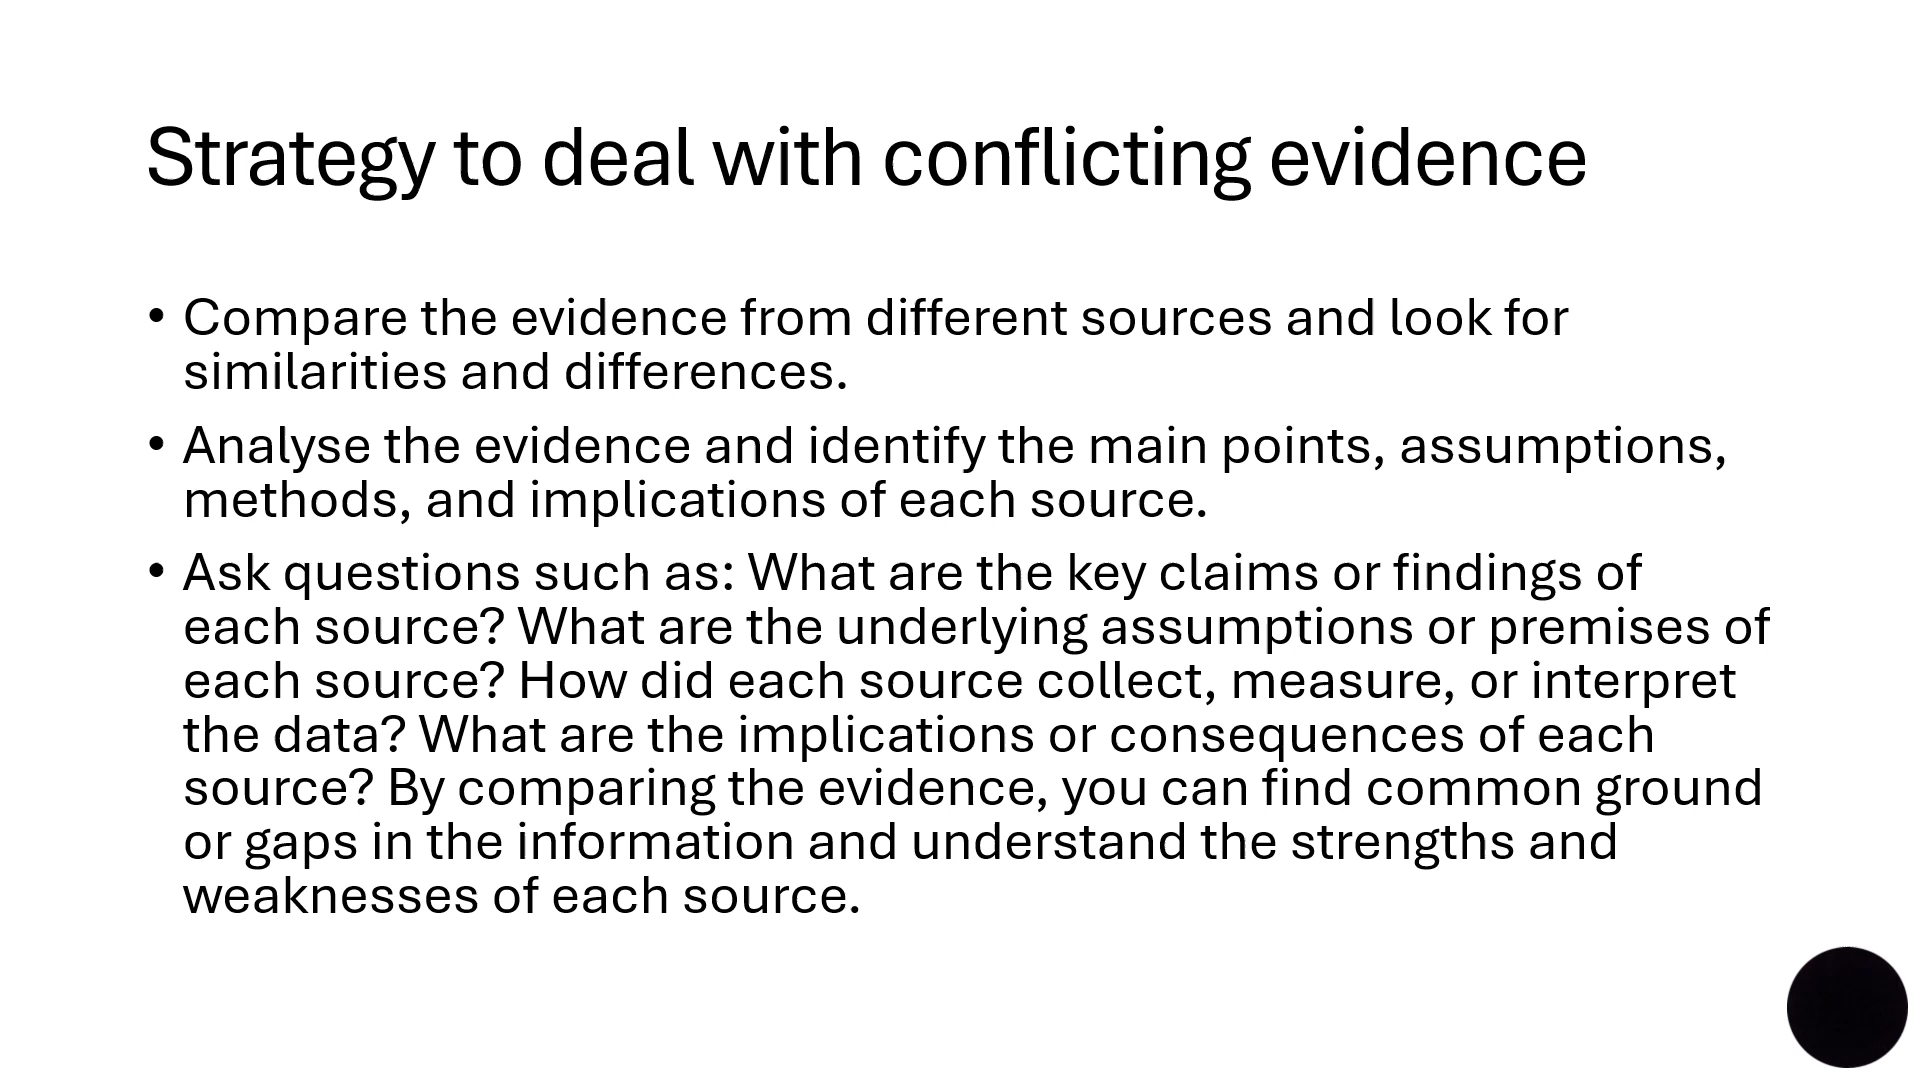 Strategy to deal with conflicting evidence
• Compare the evidence from different sources and look for
similarities and differences.
• Analyse the evidence and identify the main points, assumptions,
methods, and implications of each source.
• Ask questions such as: What are the key claims or findings of
each source? What are the underlying assumptions or premises of
each source? How did each source collect, measure, or interpret
the data? What are the implications or consequences of each
source? By comparing the evidence, you can find common ground
or gaps in the information and understand the strengths and
weaknesses of each source.